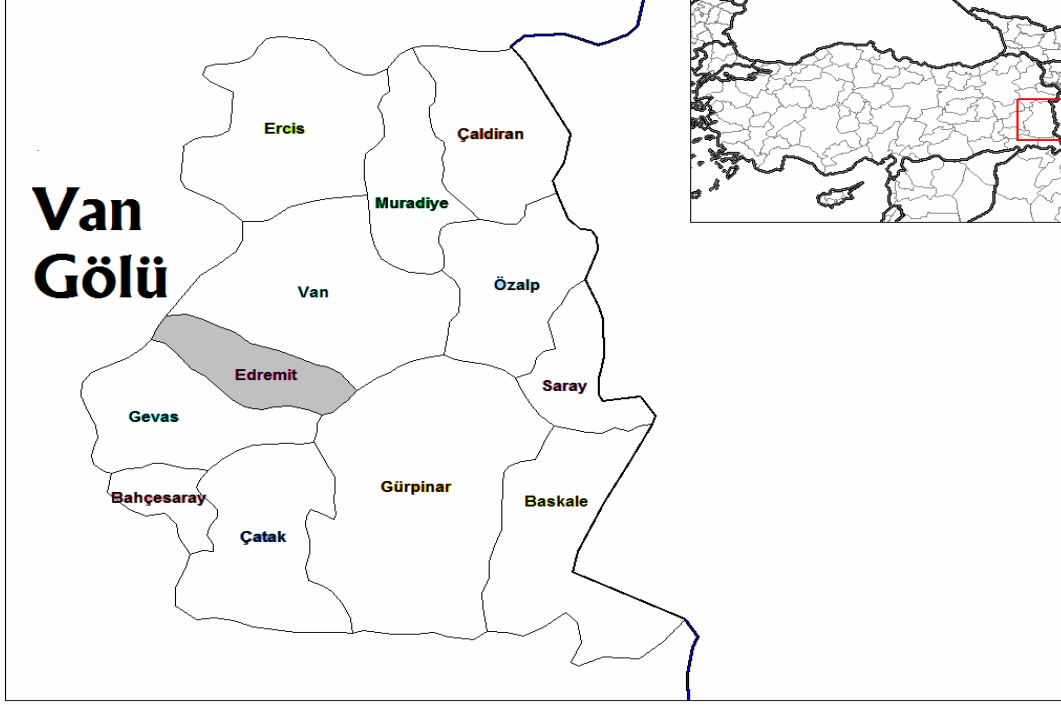 Ercis
Çaldiran
Van
Gölü
Muradiye
Van
Özalp
Edremit
Saray
Gevas
Bahçesaray
Gürpinar
Baskale
Çatak